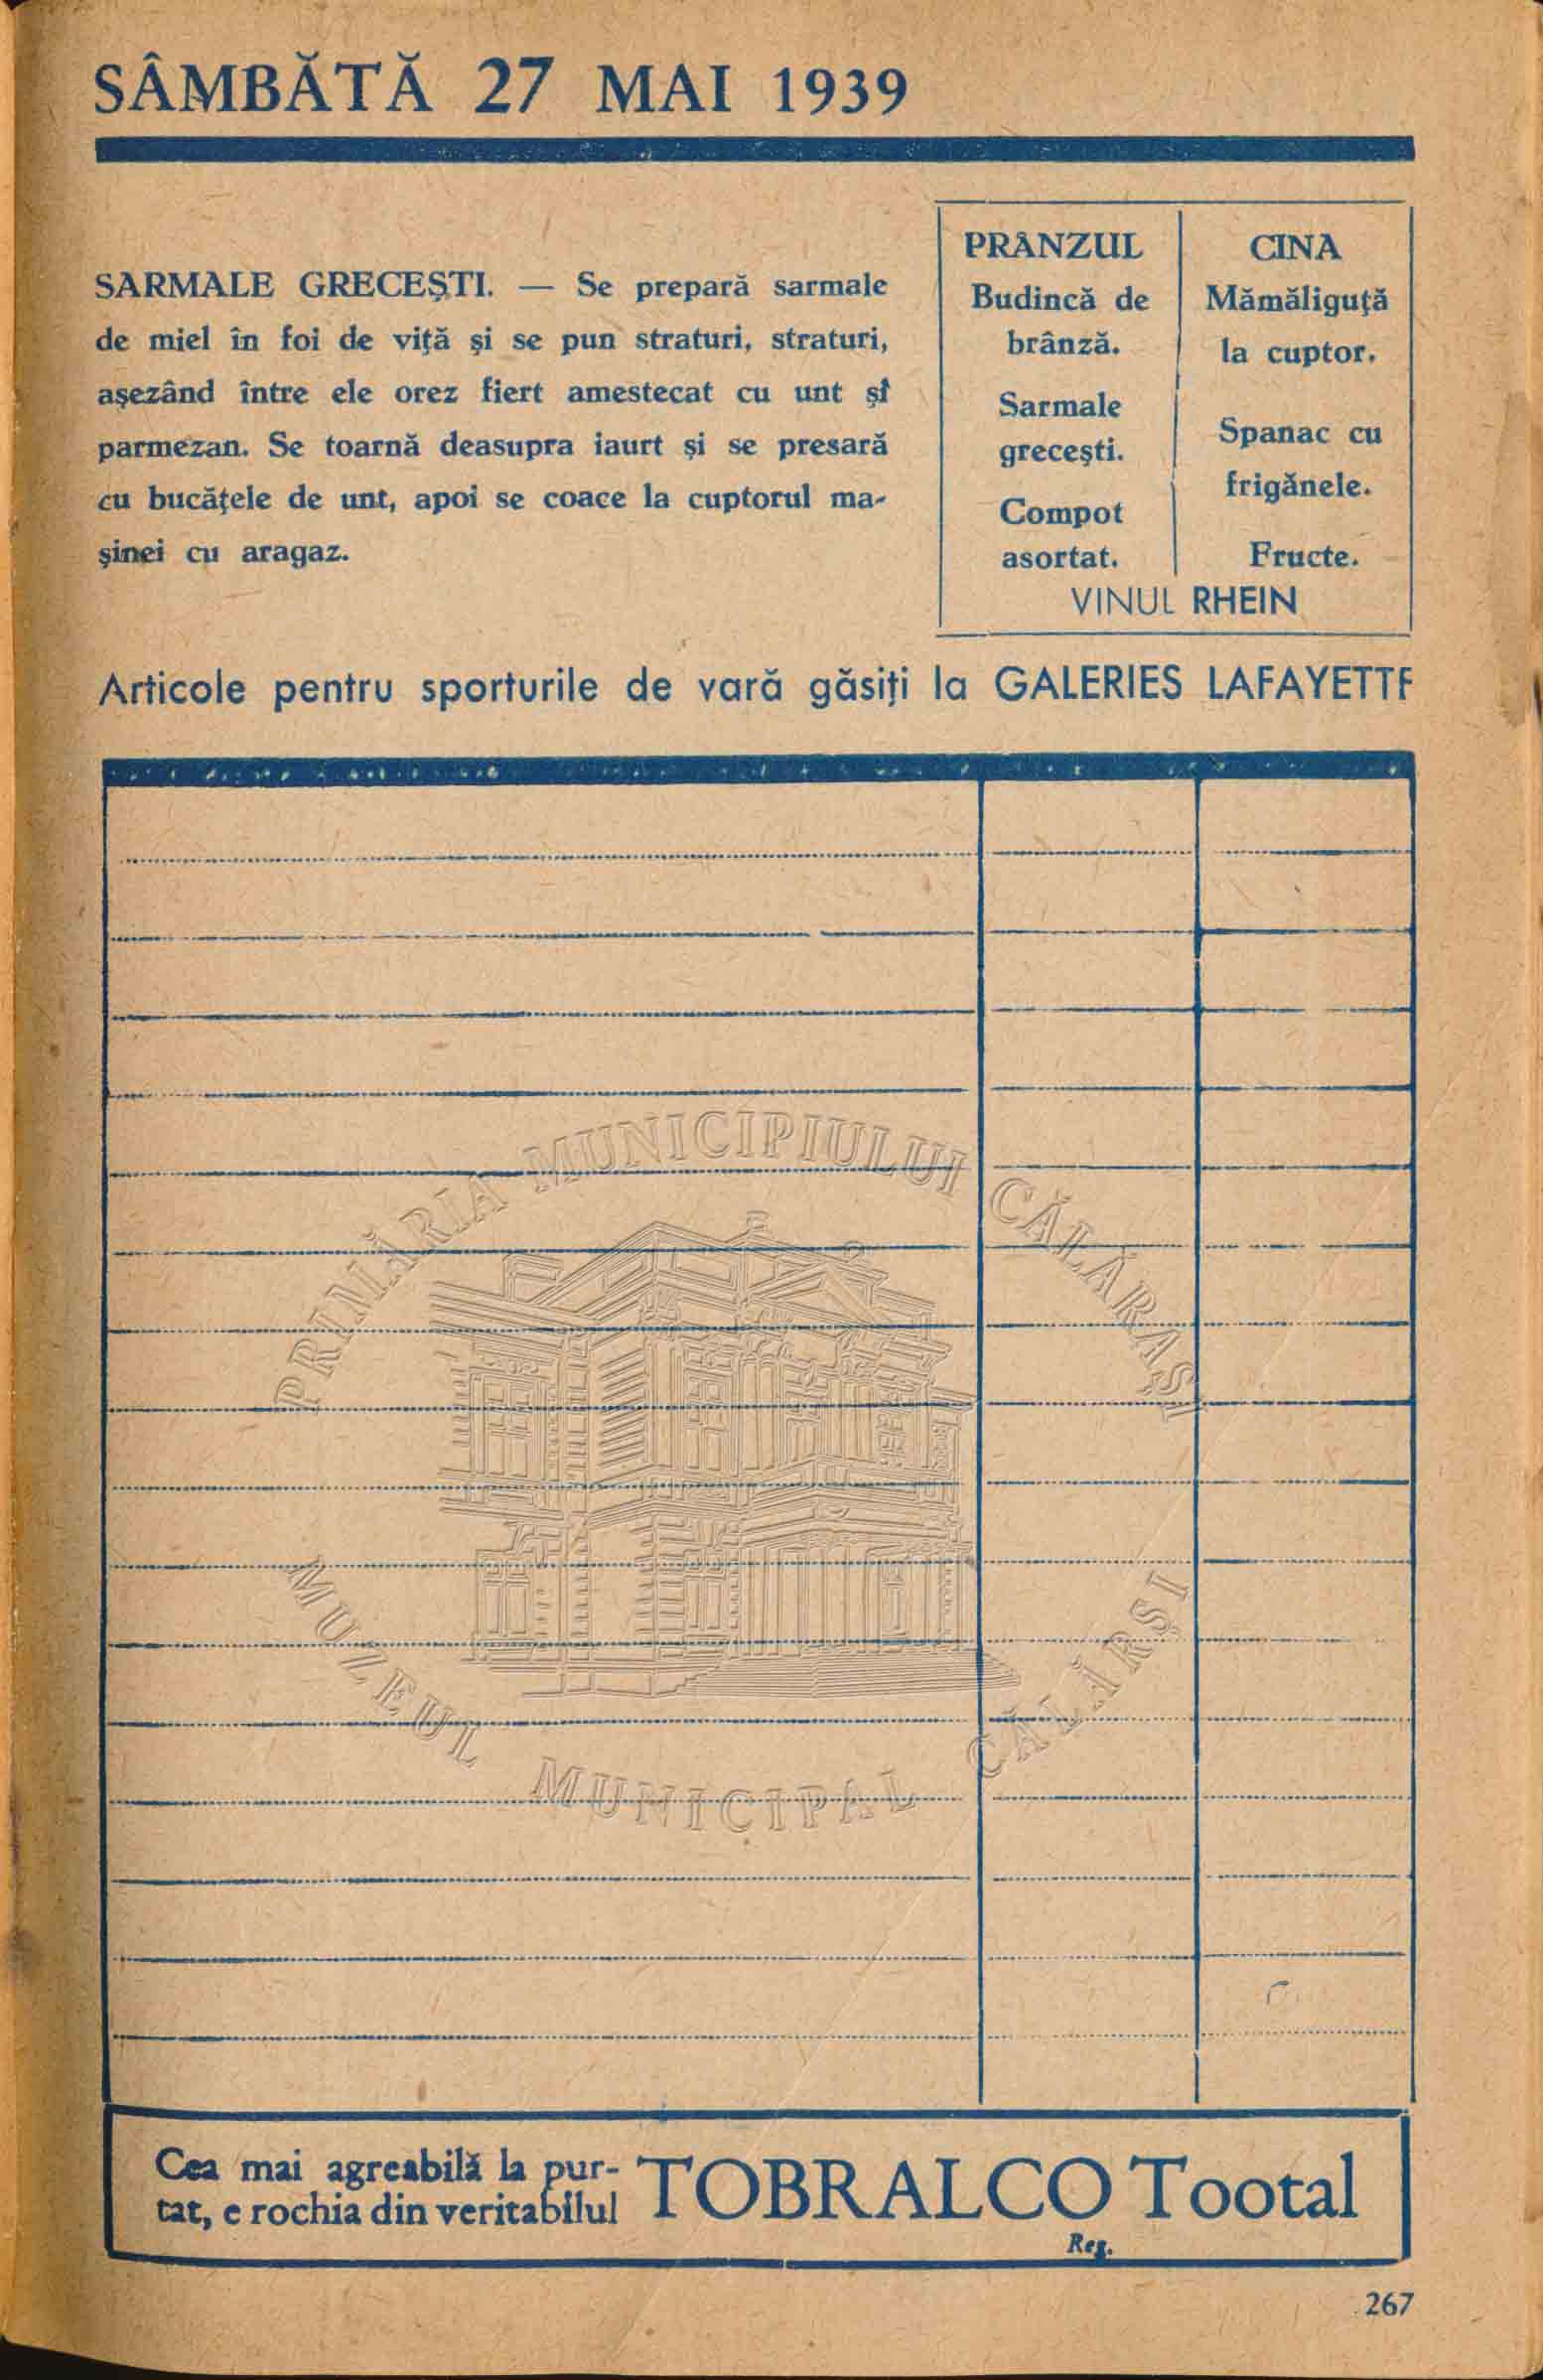 SÂMBĂTĂ 27 MAI 1939
SARMALE GRECEŞTI. — Se prepară sarmale
de miel în foi de viţă şi se pun straturi, straturi,
aşezând între ele orez fiert amestecat cu unt şi
parmezan. Se toarnă deasupra iaurt şi se presară
cu bucăţele de unt, apoi se coace la cuptorul ma-
şinei cu aragaz.
PRÂNZUL
Budincă de
brânză.
Sarmale
greceşti.
Compot
asortat.
CINA
Mămăliguţă
la cuptor.
Spanac cu
frigănele.
Fructe.
VINUL RHEIN
Articole pentru sporturile de vară găsiţi la GALERIES LAFAYETTE
PRIMĂRIA MUNICIPIULUI CĂLĂRAŞI
MUZEUL MUNICIPAL CĂLĂRŞI
Cea mai agreabilă la pur-
tat, e rochia din veritabilul
TOBRALCO Tootal
Reg.
267